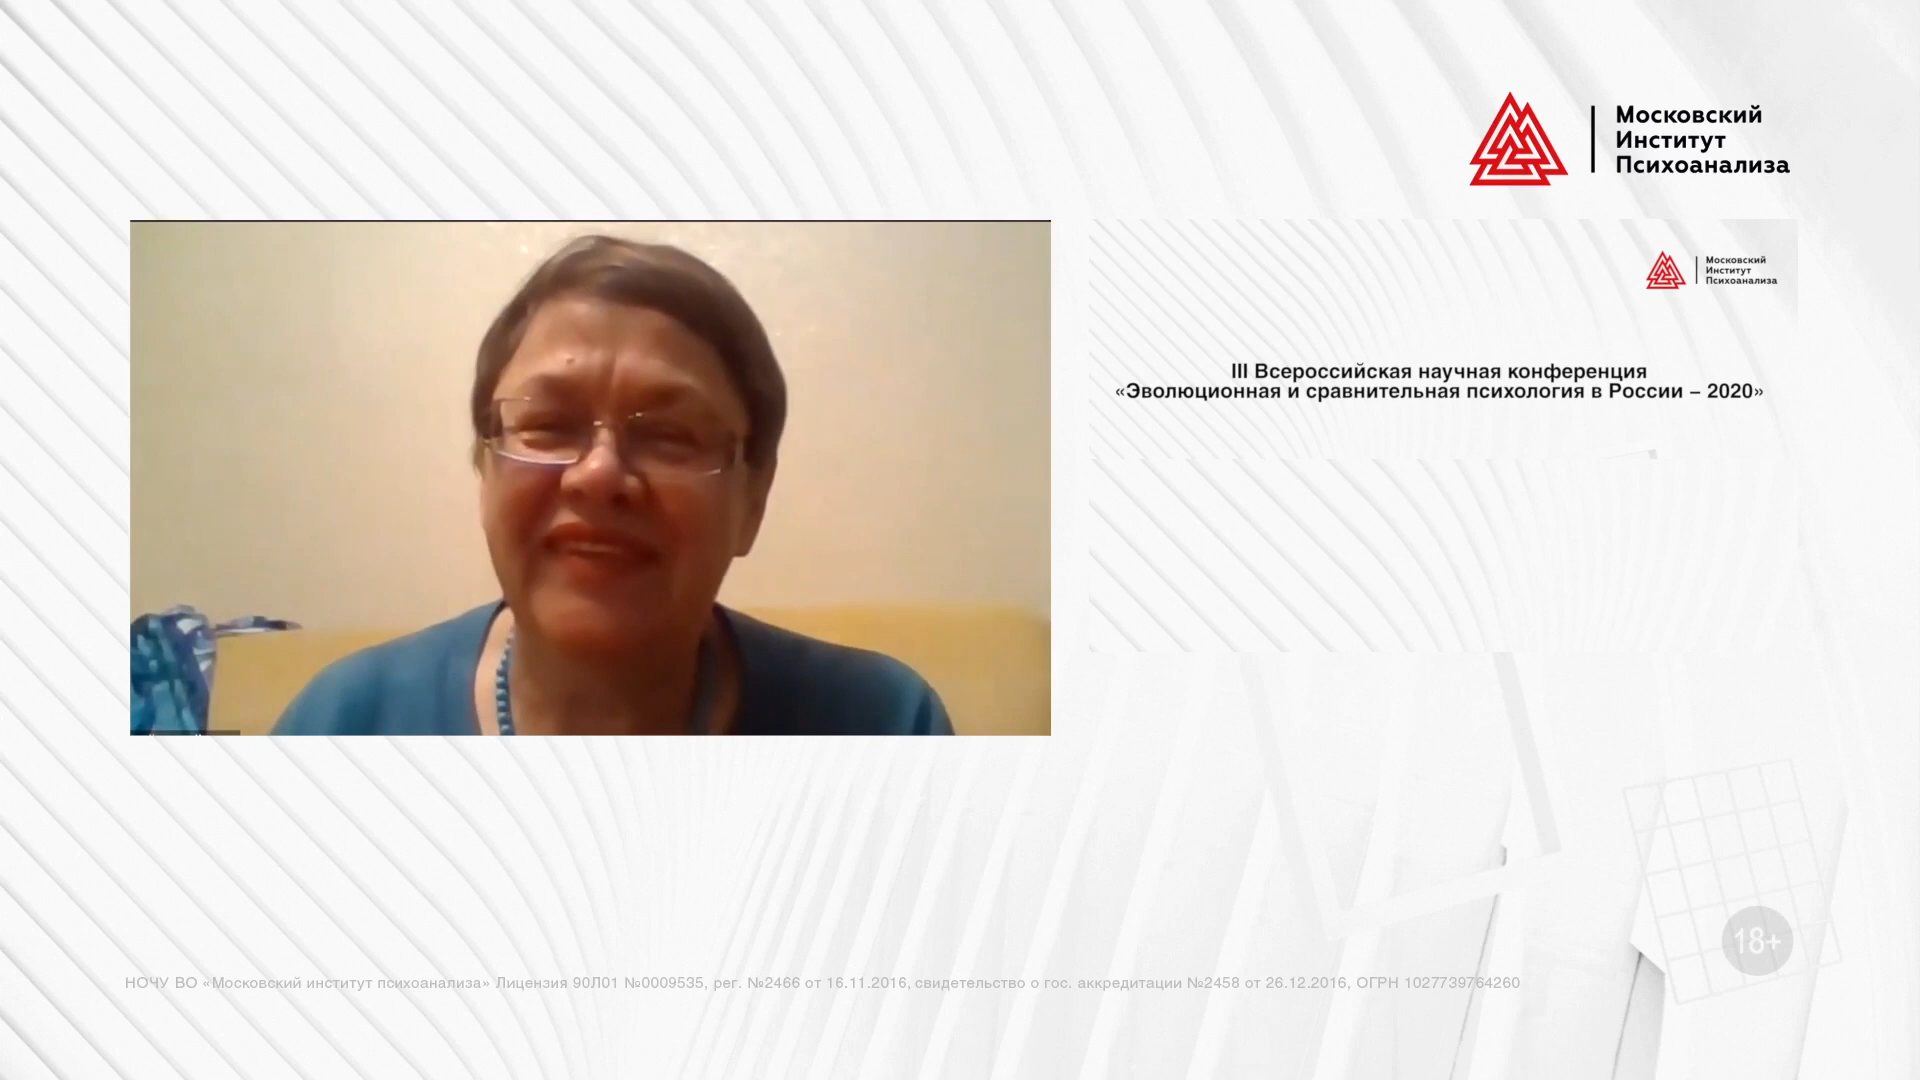 Московский
Институт
Психоанализа
Московский
Институт
Психоанализа
III Всероссийская научная конференция
«Эволюционная и сравнительная психология в России – 2020»
18+
НОЧУ ВО «Московский институт психоанализа» Лицензия 90Л01 №0009535, рег. №2466 от 16.11.2016, свидетельство о гос. аккредитации №2458 от 26.12.2016, ОГРН 1027739764260